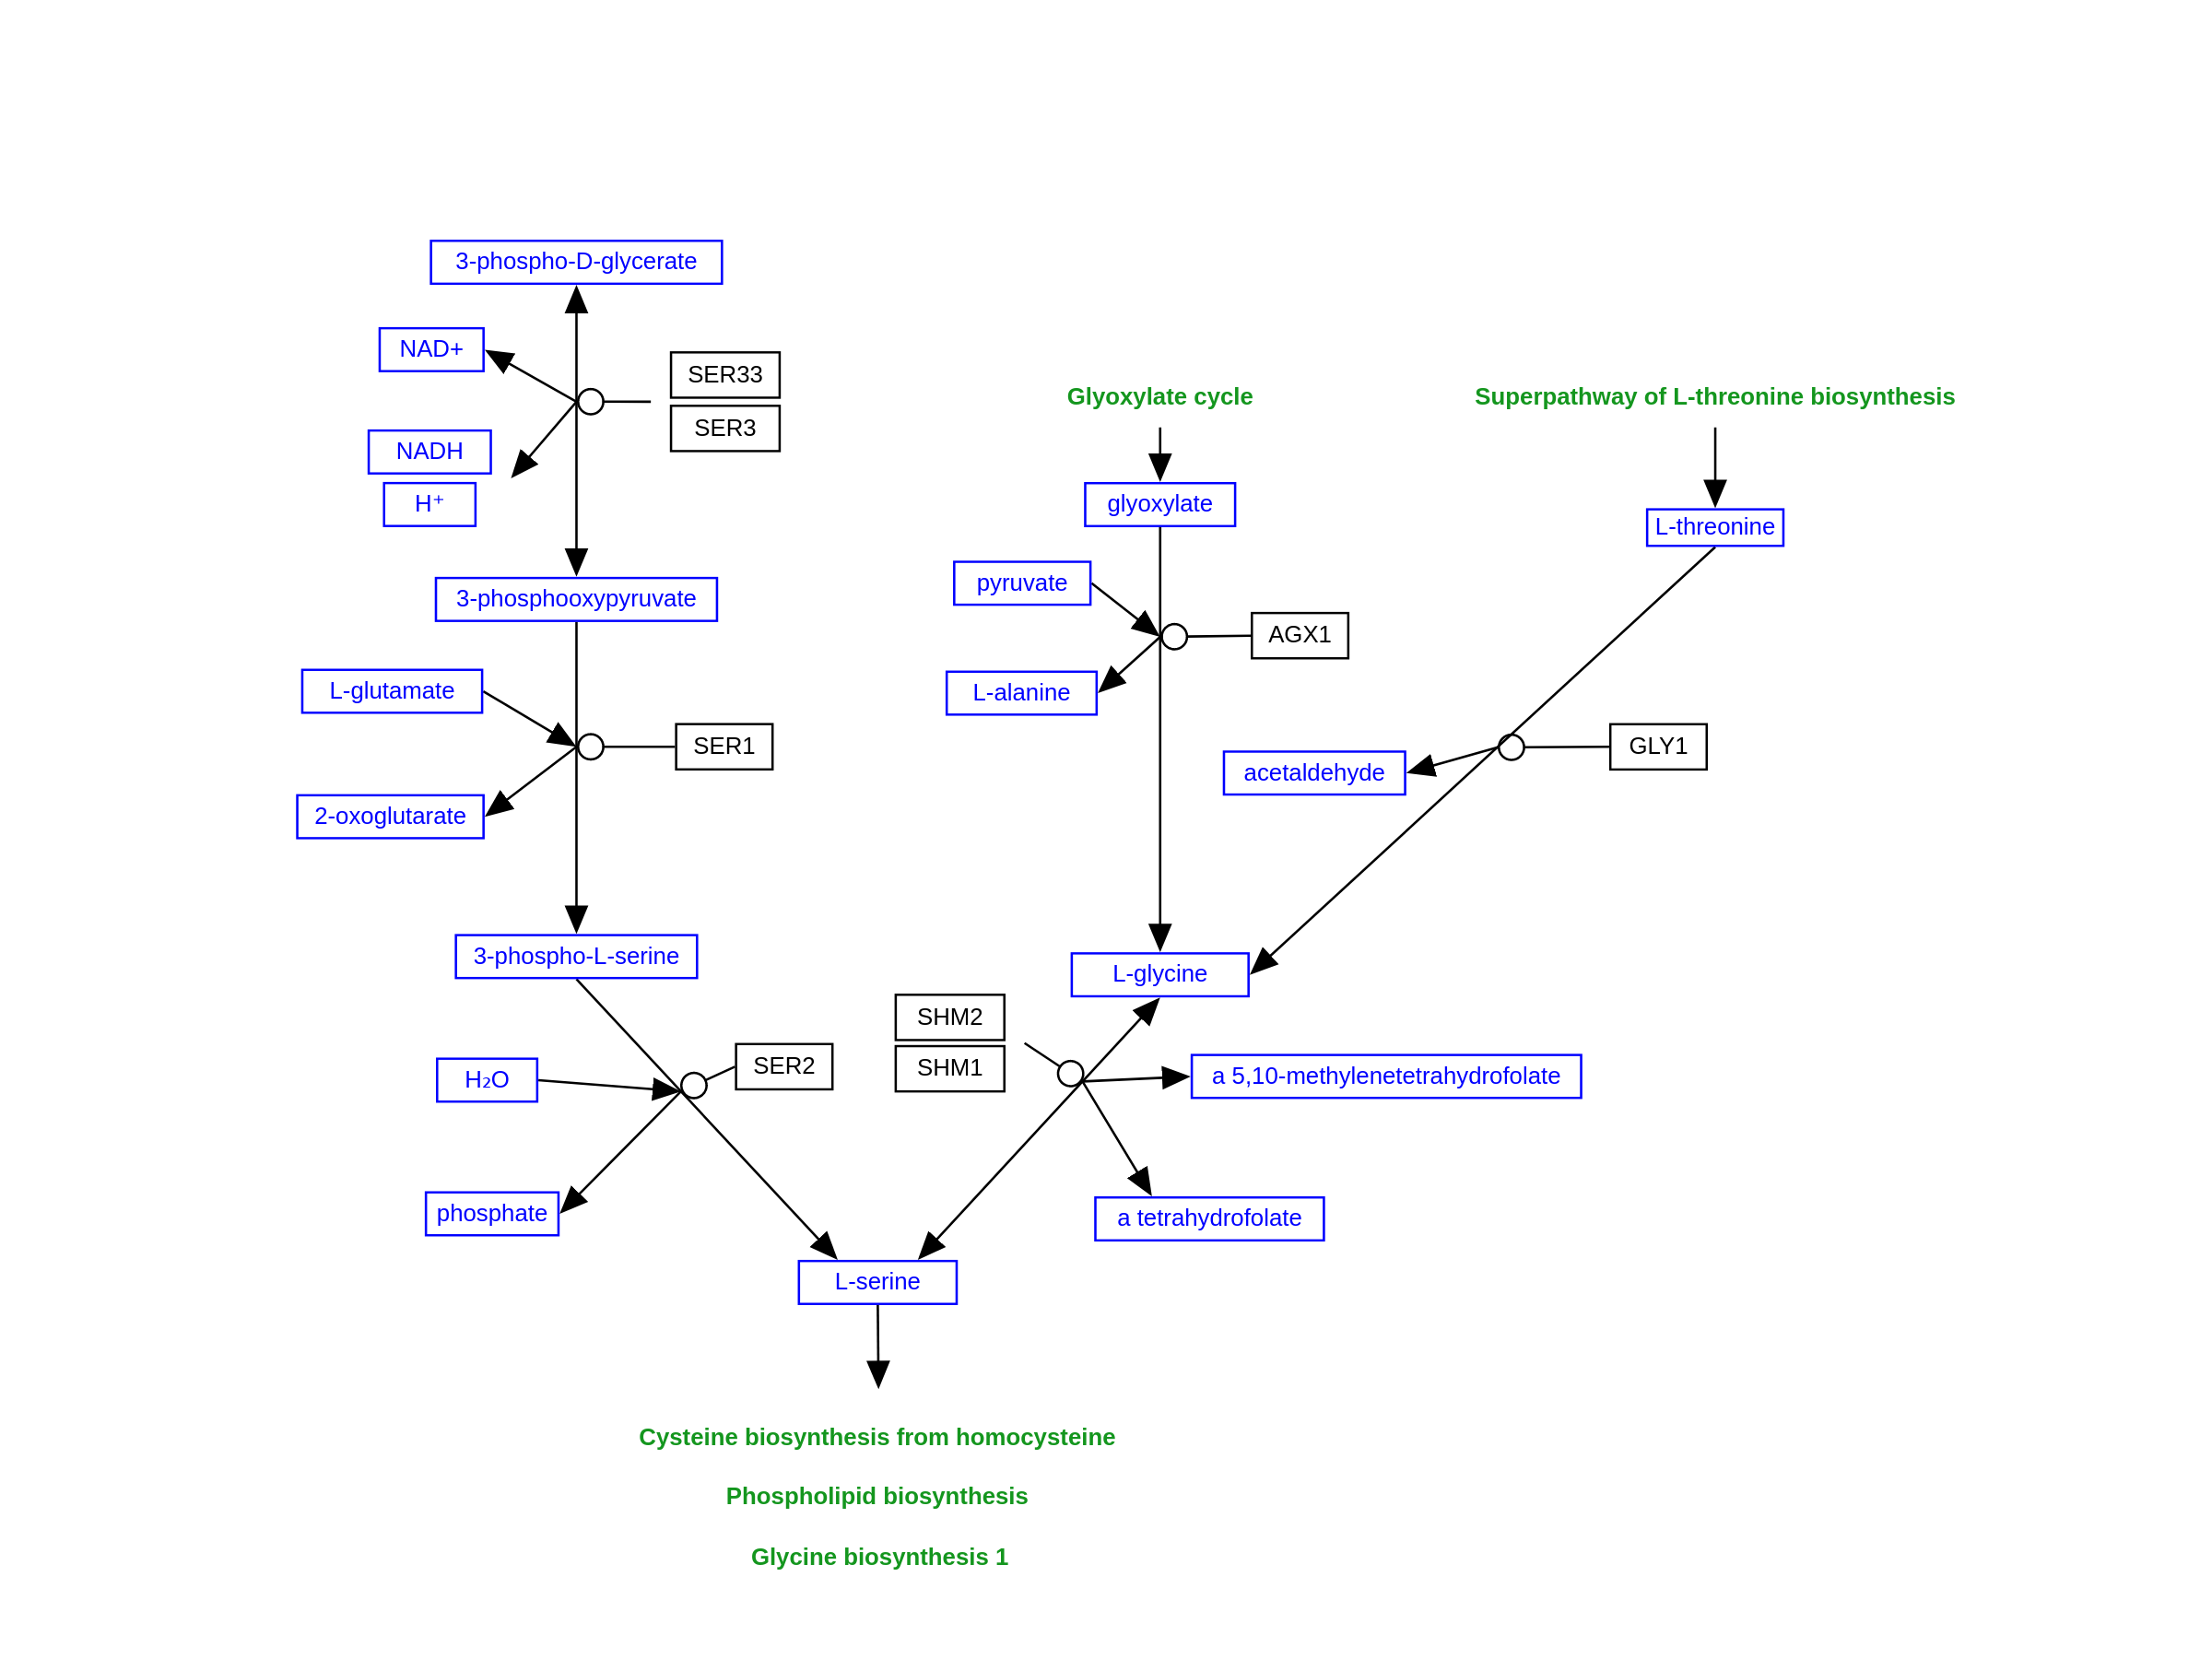 3-phospho-D-glycerate
NAD+
SER33
SER3
NADH
H⁺
Glyoxylate cycle
Superpathway of L-threonine biosynthesis
glyoxylate
L-threonine
3-phosphooxypyruvate
pyruvate
AGX1
L-alanine
L-glutamate
SER1
2-oxoglutarate
acetaldehyde
GLY1
3-phospho-L-serine
L-glycine
SHM2
SHM1
H₂O
SER2
a 5,10-methylenetetrahydrofolate
phosphate
a tetrahydrofolate
L-serine
Cysteine biosynthesis from homocysteine
Phospholipid biosynthesis
Glycine biosynthesis 1